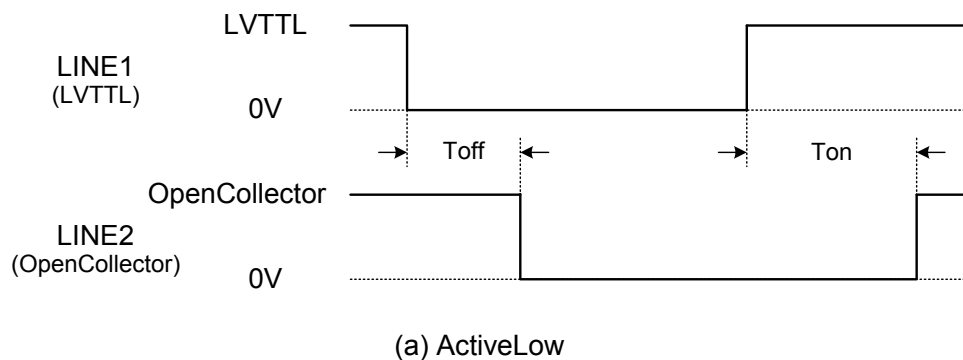 LVTTL
LINE1
(LVTTL)
0V
Toff
Ton
OpenCollector
LINE2
(OpenCollector)
0V
(a) ActiveLow